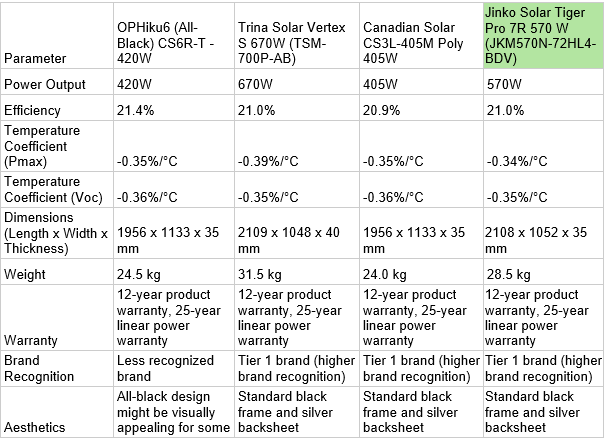 Parameter
OPHiku6 (All-
Black) CS6R-T -
420W
Trina Solar Vertex
S 670W (TSM-
700P-AB)
Canadian Solar
CS3L-405M Poly
405W
Jinko Solar Tiger
Pro 7R 570 W
(JKM570N-72HL4-
BDV)
Power Output
420W
670W
405W
570W
Efficiency
21.4%
21.0%
20.9%
21.0%
Temperature
Coefficient
(Pmax)
-0.35%/°C
-0.39%/°C
-0.35%/°C
-0.34%/°C
Temperature
Coefficient (Voc)
-0.36%/°C
-0.35%/°C
-0.36%/°C
-0.35%/°C
Dimensions
(Length x Width x
Thickness)
1956 x 1133 x 35
mm
2109 x 1048 x 40
mm
1956 x 1133 x 35
mm
2108 x 1052 x 35
mm
Weight
24.5 kg
31.5 kg
24.0 kg
28.5 kg
Warranty
12-year product
warranty, 25-year
linear power
warranty
12-year product
warranty, 25-year
linear power
warranty
12-year product
warranty, 25-year
linear power
warranty
12-year product
warranty, 25-year
linear power
warranty
Brand
Recognition
Less recognized
brand
Tier 1 brand (higher
brand recognition)
Tier 1 brand (higher
brand recognition)
Tier 1 brand (higher
brand recognition)
Aesthetics
All-black design
might be visually
appealing for some
Standard black
frame and silver
backsheet
Standard black
frame and silver
backsheet
Standard black
frame and silver
backsheet